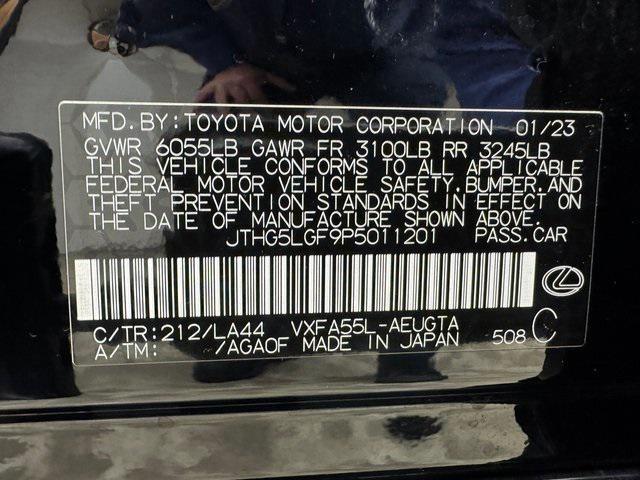 MFD.BY:TOYOTA MOTOR CORPORATION 01/23
GVWR 6055LB GAWR FR 3100LB RR 3245LB
THIS VEHICLE CONFORMS TO ALL APPLICABLE
FEDERAL MOTOR VEHICLE SAFETY.BUMPER.AND
THEFT PREVENTION STANDARDS IN EFFECT ON
THE DATE OF MANUFACTURE SHOWN ABOVE.
JTHG5LGF9P5011201 PASS.CAR
C/TR:212/LA44 VXFA55L-AEUGTA
A/TM: /AGAOF MADE IN JAPAN 508 C